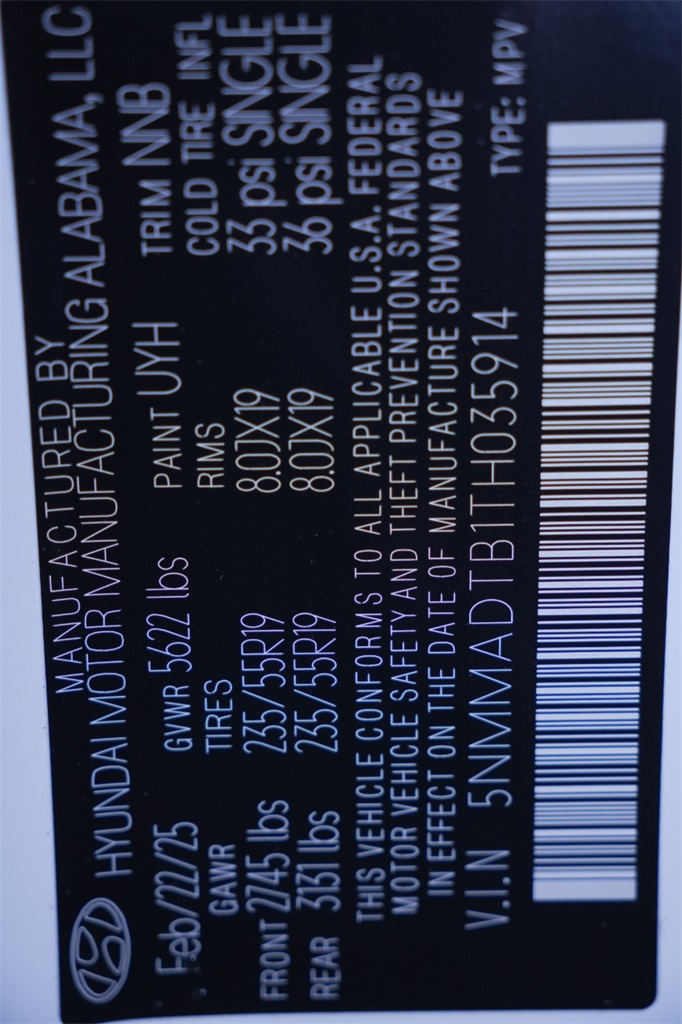 MANUFACTURED BY
HYUNDAI MOTOR MANUFACTURING ALABAMA, LLC
Feb/22/25 GVWR 5622 lbs PAINT UYH TRIM NNB
GAWR TIRES RIMS COLD TIRE INFL
FRONT 2745 lbs 235/55R19 8.0JX19 33 psi SINGLE
REAR 3131 lbs 235/55R19 8.0JX19 36 psi SINGLE
THIS VEHICLE CONFORMS TO ALL APPLICABLE U.S.A. FEDERAL
MOTOR VEHICLE SAFETY AND THEFT PREVENTION STANDARDS
IN EFFECT ON THE DATE OF MANUFACTURE SHOWN ABOVE
V.I.N 5NMMADTB1TH035914 TYPE: MPV